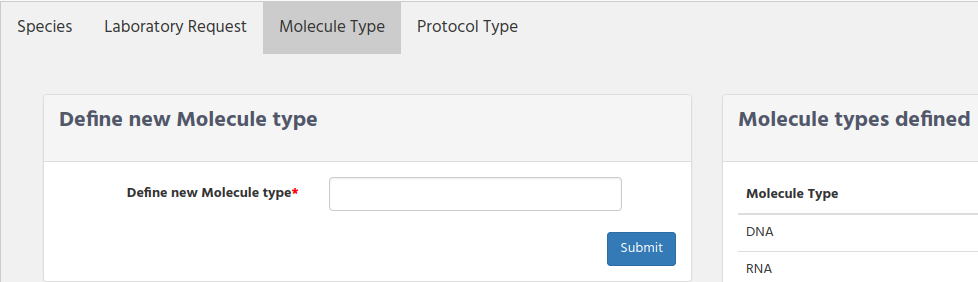 Species Laboratory Request Molecule Type Protocol Type
Define new Molecule type
Define new Molecule type*
Submit
Molecule types defined
Molecule Type
DNA
RNA